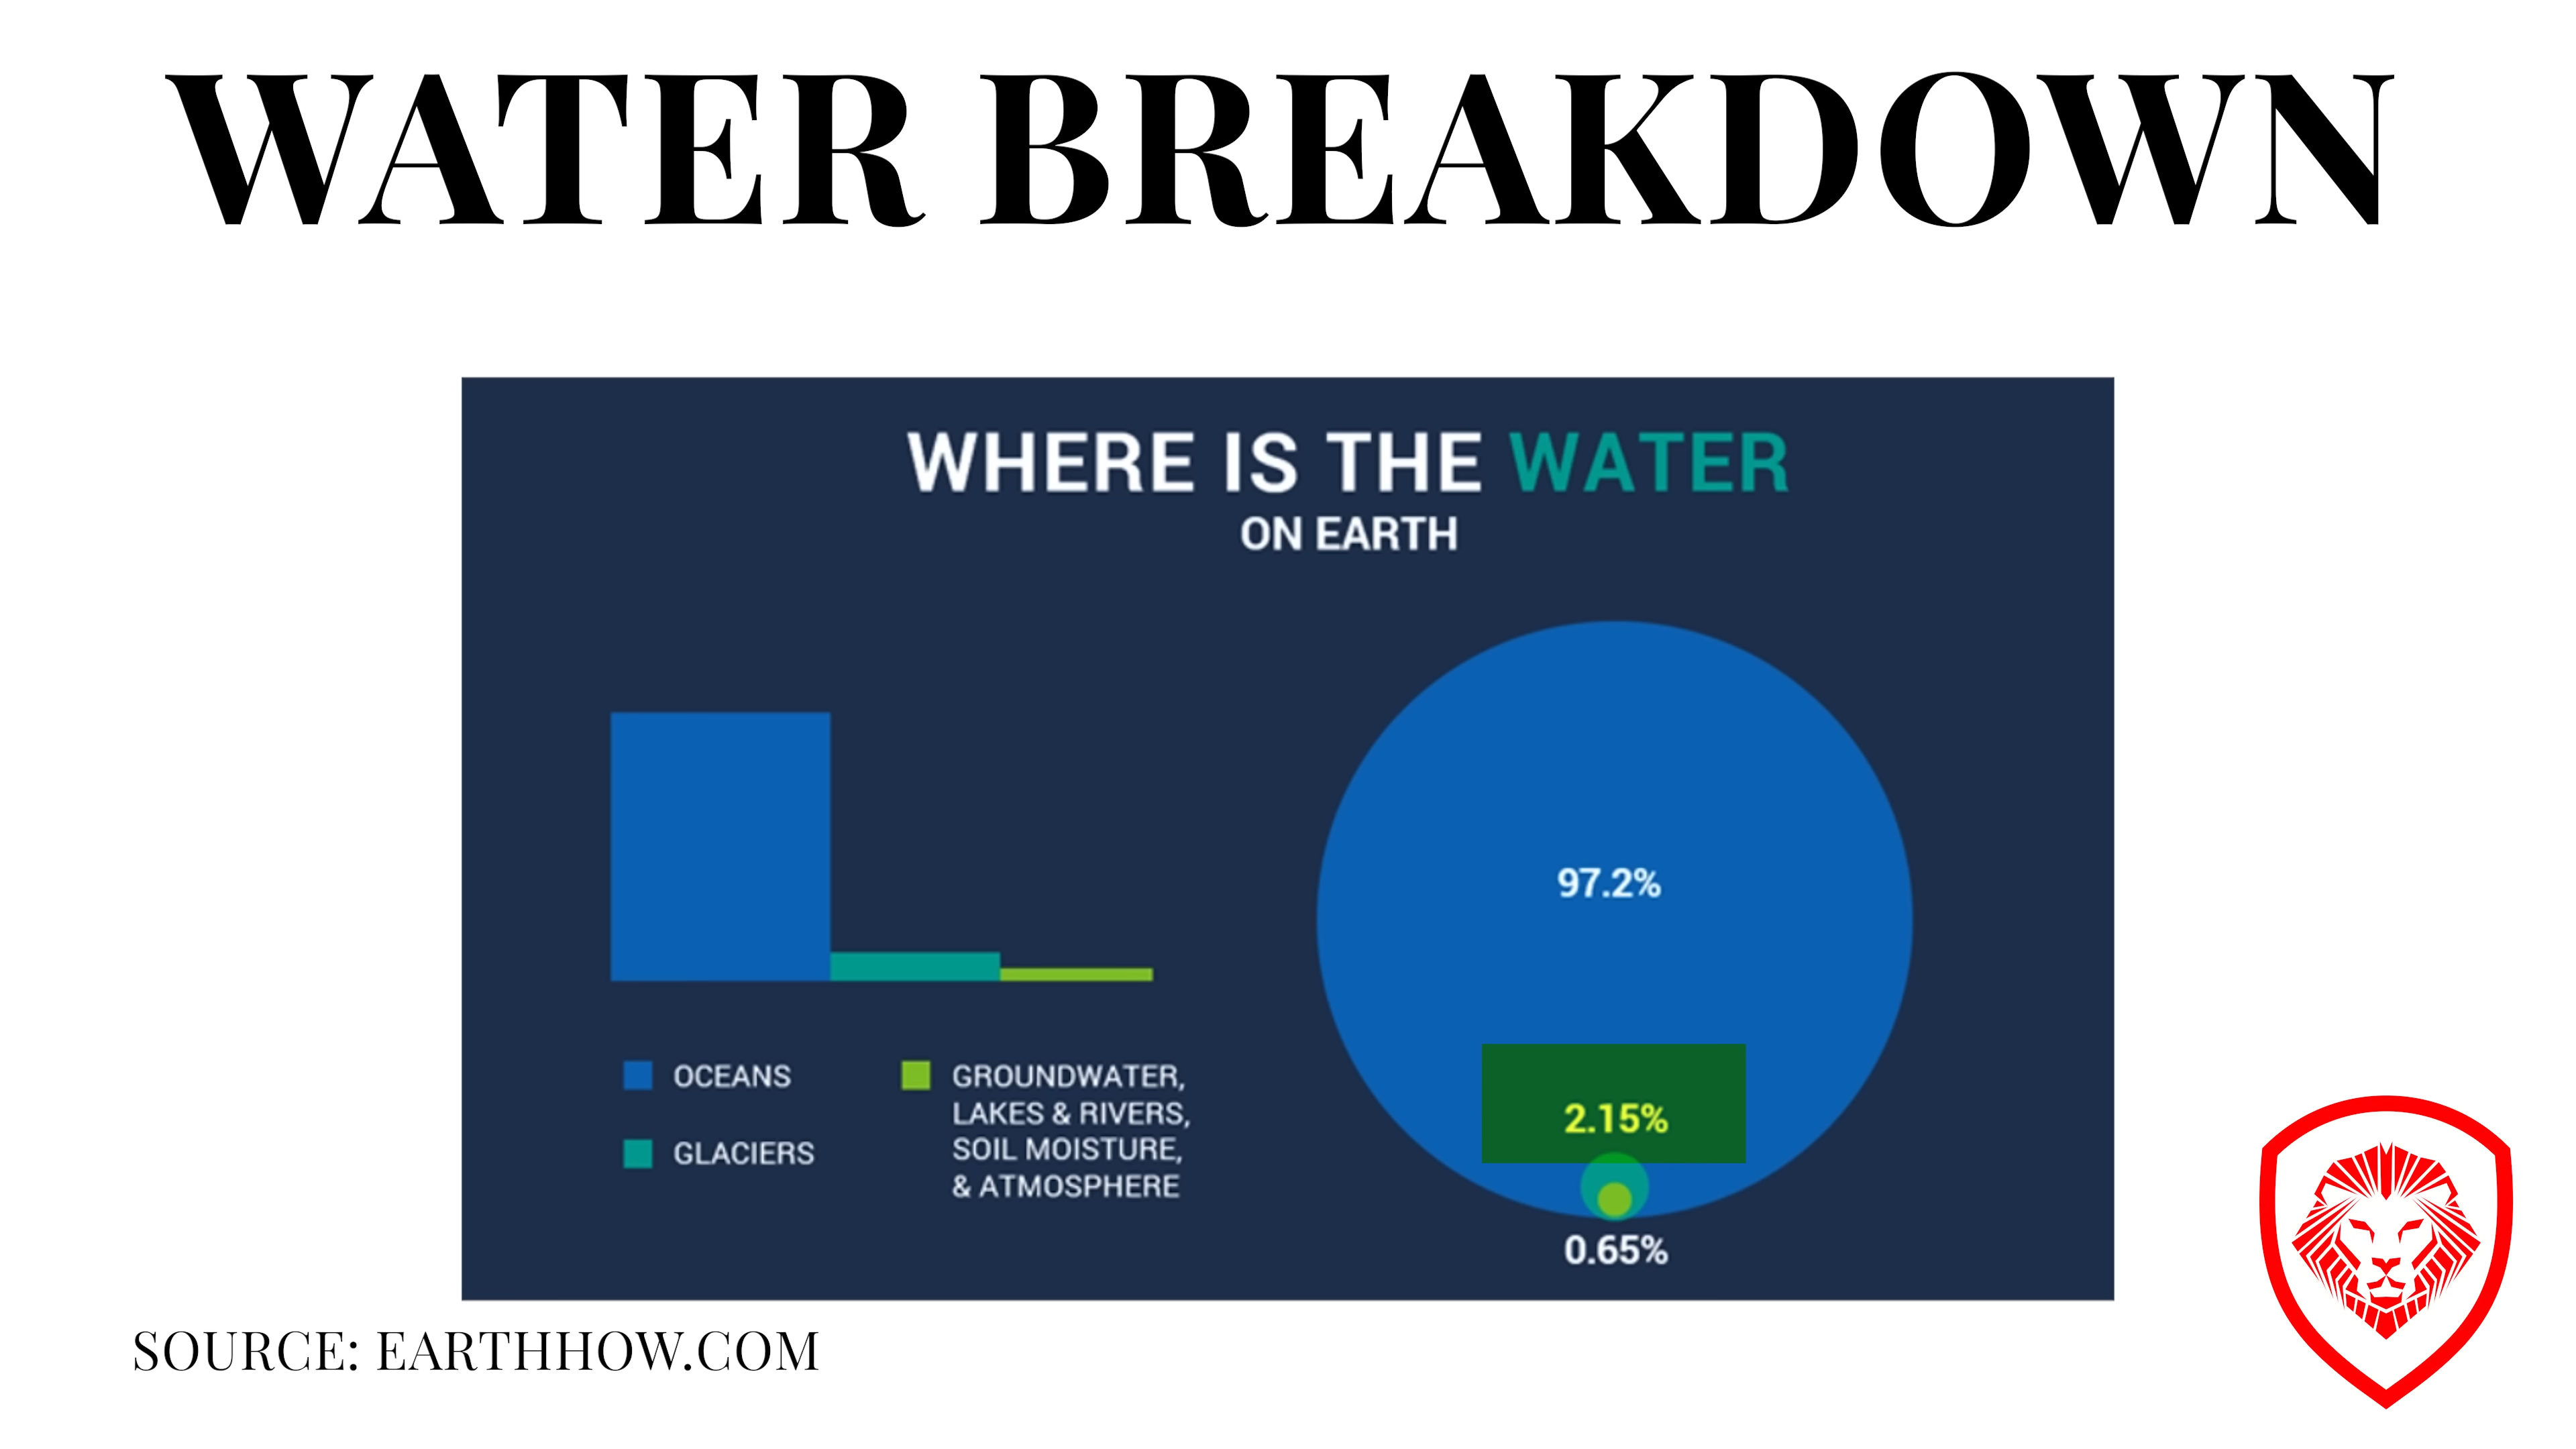 WATER BREAKDOWN
WHERE IS THE WATER
ON EARTH
97.2%
2.15%
0.65%
OCEANS
GLACIERS
GROUNDWATER,
LAKES & RIVERS,
SOIL MOISTURE,
& ATMOSPHERE
SOURCE: EARTHHOW.COM